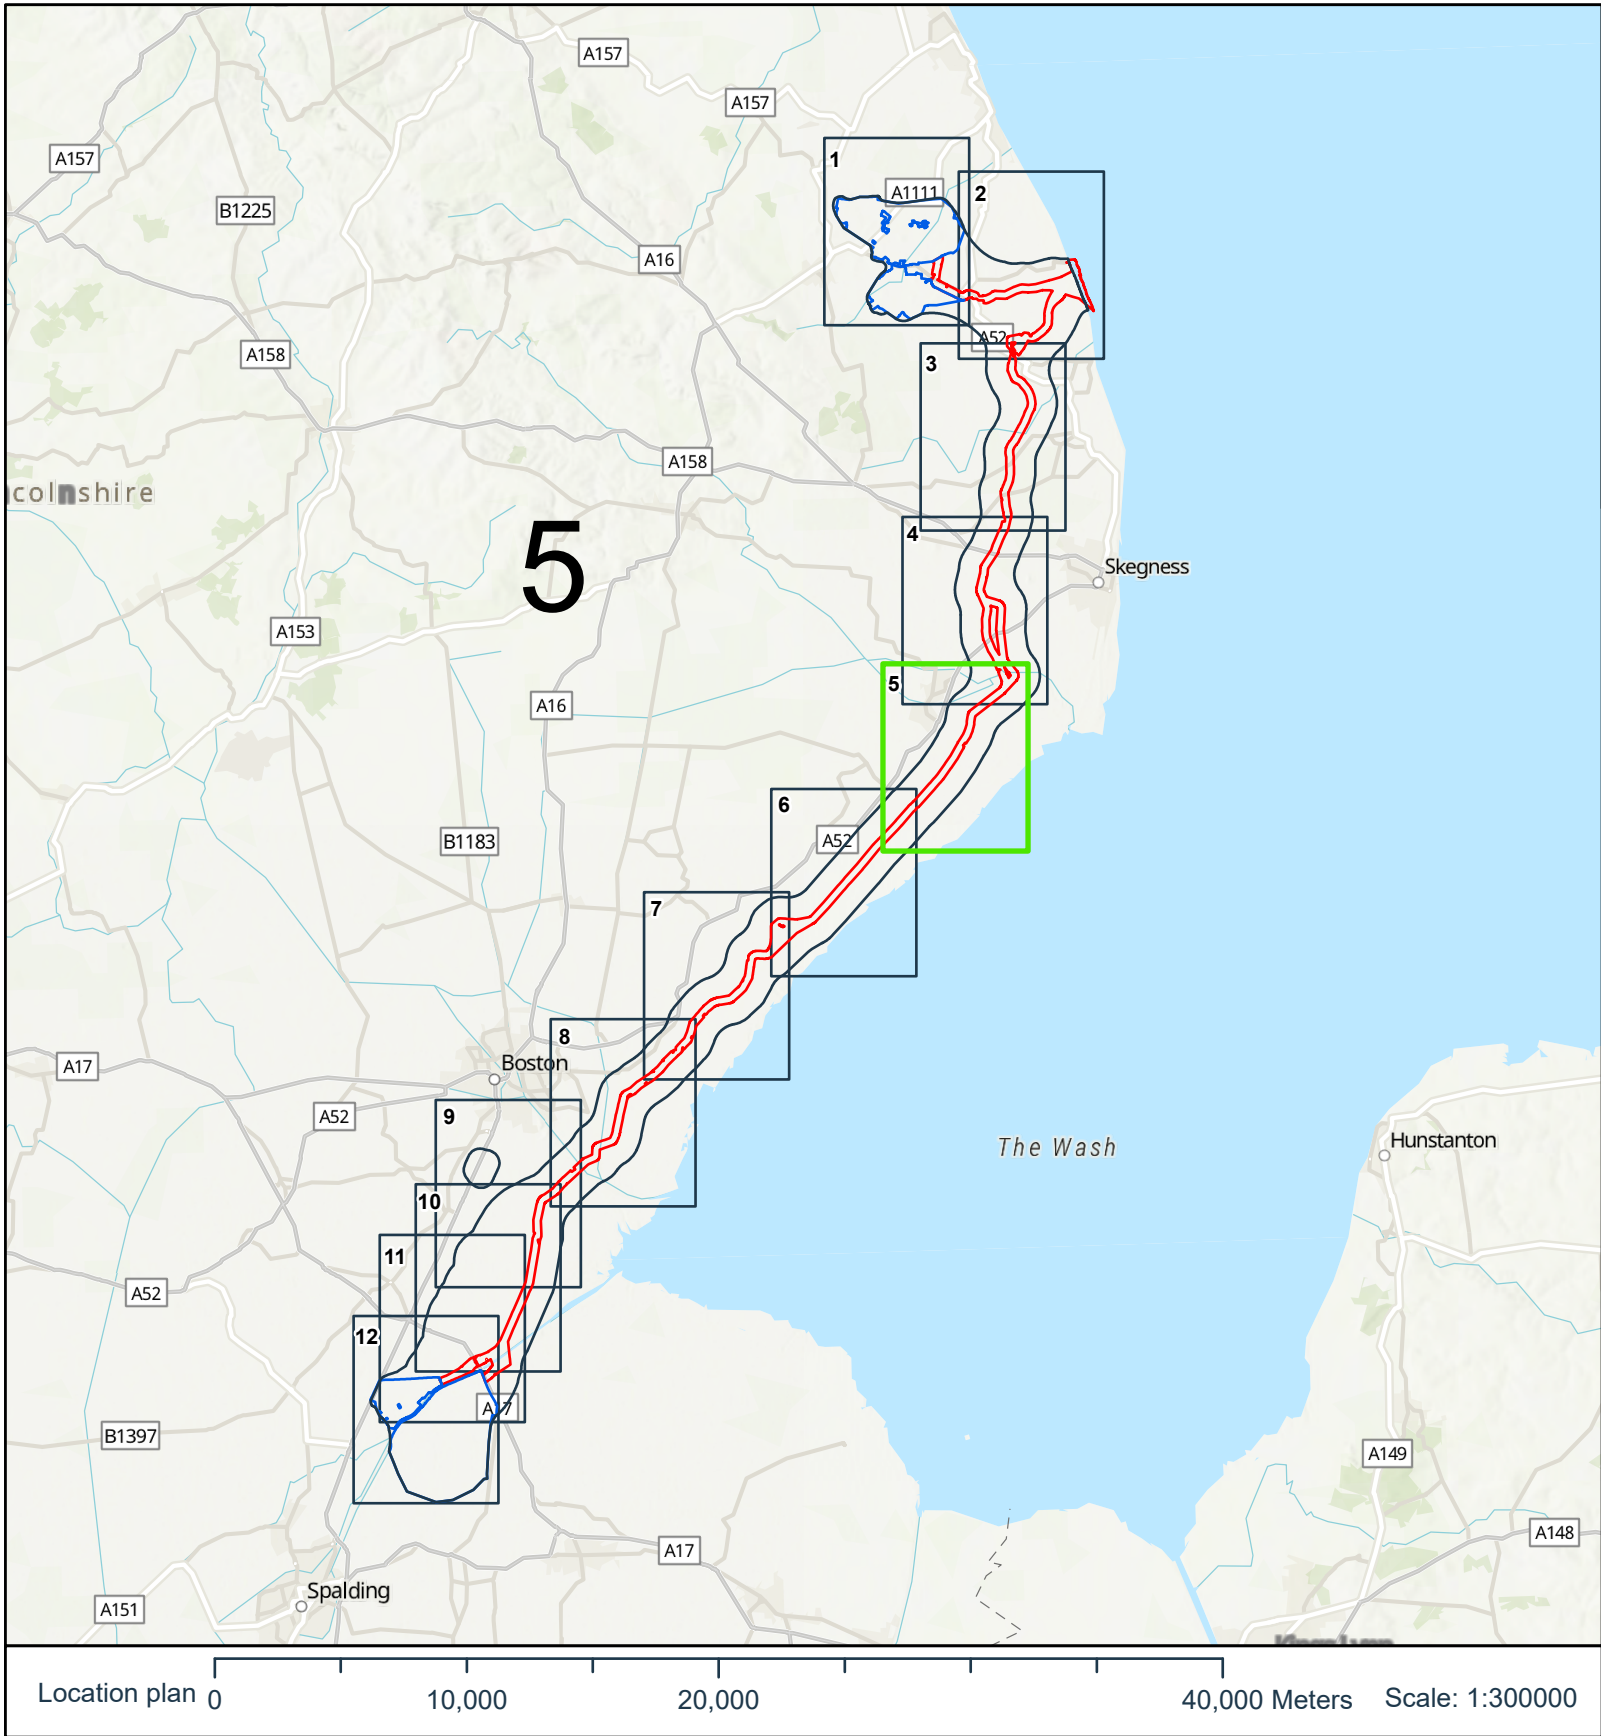 A157
A157
A157
1
A1111
2
B1225
A16
A52
A158
3
A158
colnshire
5
4
Skegness
A153
5
A16
6
A52
B1183
7
8
Boston
A17
9
A52
The Wash
Hunstanton
10
11
A52
12
B1397
A149
A148
A17
Spalding
A151
Location plan 0 10,000 20,000 40,000 Meters Scale: 1:300000